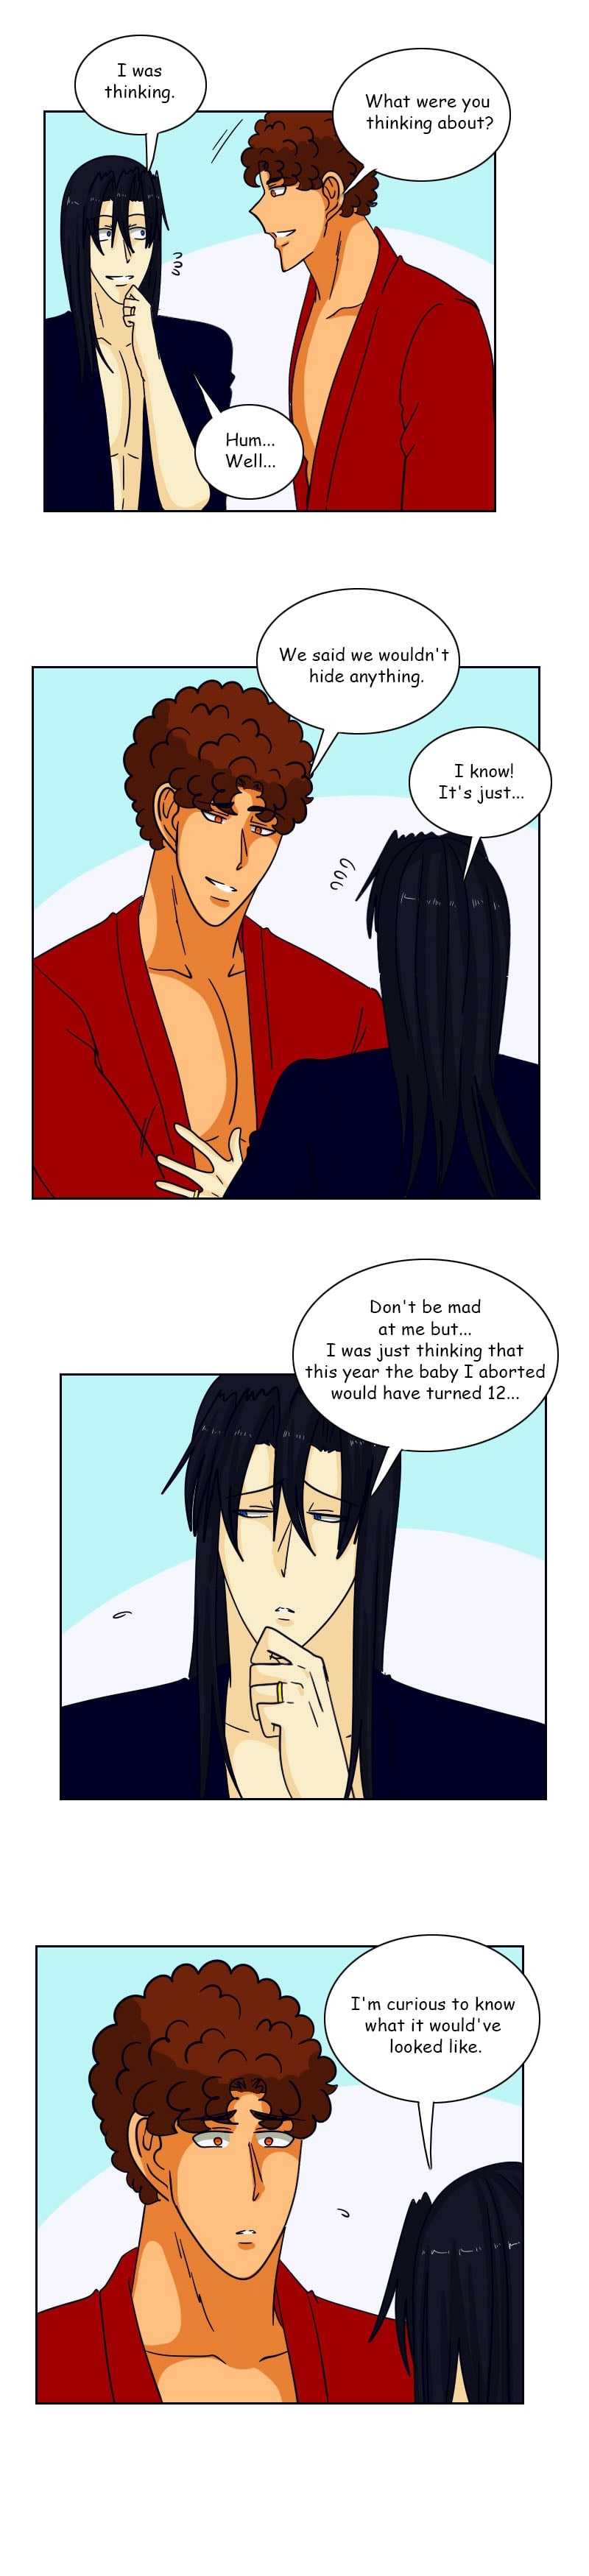 I was
thinking.
What were you
thinking about?
Hum...
Well...
We said we wouldn't
hide anything.
I know!
It's just...
Don't be mad
at me but...
I was just thinking that
this year the baby I aborted
would have turned 12...
I'm curious to know
what it would've
looked like.